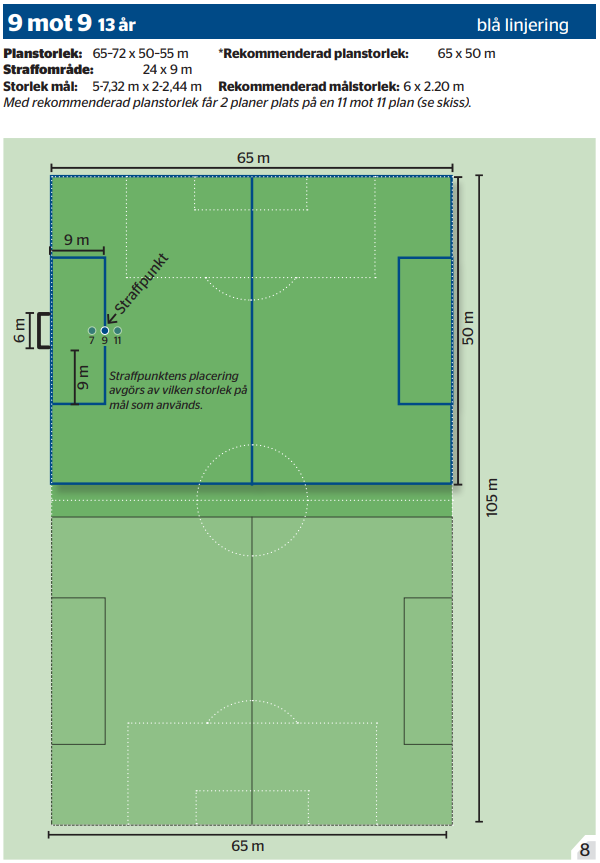 9 mot 9 13 år
blå linjering
Planstorlek: 65-72 x 50-55 m *Rekommenderad planstorlek: 65 x 50 m
Straffområde: 24 x 9 m
Storlek mål: 5-7,32 m x 2-2,44 m Rekommenderad målstorlek: 6 x 2.20 m
Med rekommenderad planstorlek får 2 planer plats på en 11 mot 11 plan (se skiss).
65 m
9 m
Straffpunkt
6 m
7 9 11
50 m
9 m
Straffpunktens placering
avgörs av vilken storlek på
mål som används.
105 m
65 m
8